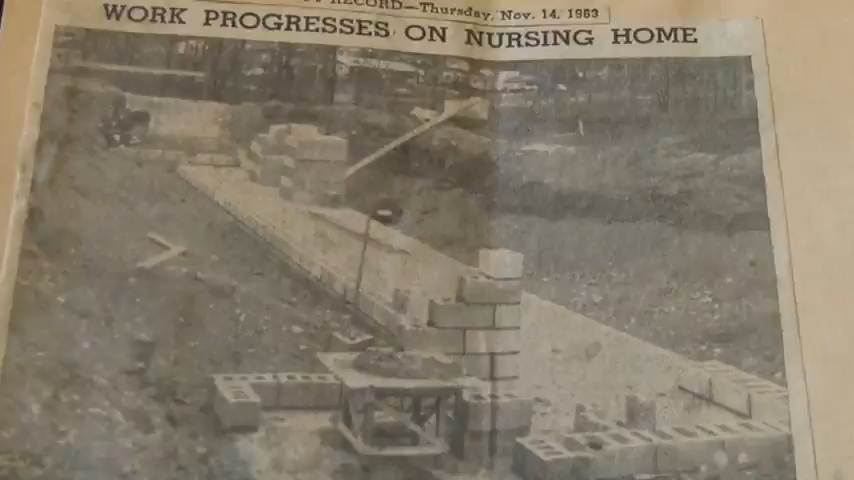 RECORD—Thursday, Nov. 14, 1963
WORK PROGRESSES ON NURSING HOME